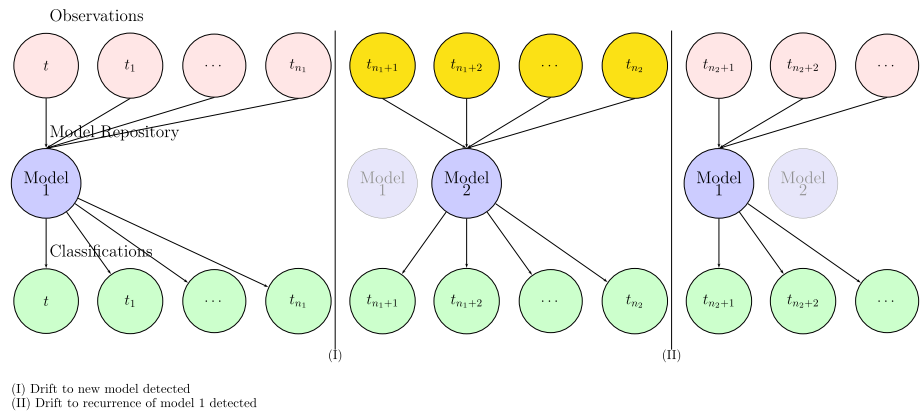 Observations
t t₁ ··· tₙ₁ tₙ₁₊₁ tₙ₁₊₂ ··· tₙ₂ tₙ₂₊₁ tₙ₂₊₂ ···
Model Repository
Model 1 Model 1 Model 2 Model 1 Model 2
Classifications
t t₁ ··· tₙ₁ tₙ₁₊₁ tₙ₁₊₂ ··· tₙ₂ tₙ₂₊₁ tₙ₂₊₂ ···
(I) (II)
(I) Drift to new model detected
(II) Drift to recurrence of model 1 detected